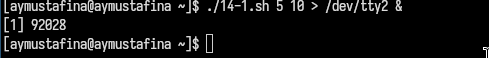 [aymustafina@aymustafina ~]$ ./14-1.sh 5 10 > /dev/tty2 &
[1] 92028
[aymustafina@aymustafina ~]$